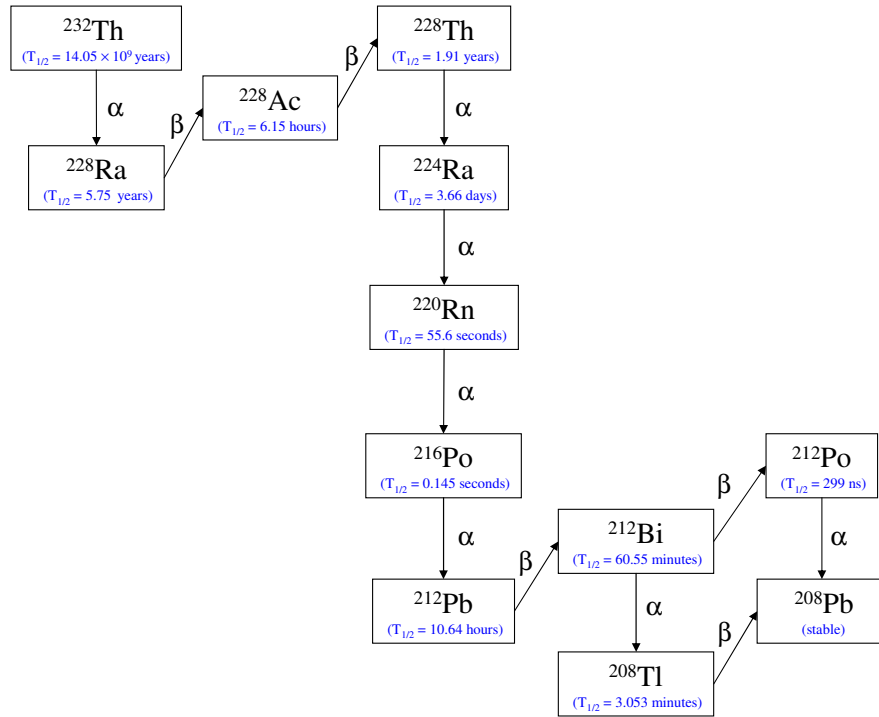 ²³²Th
(T₁/₂ = 14.05 × 10⁹ years)
²²⁸Th
(T₁/₂ = 1.91 years)
β
²²⁸Ac
(T₁/₂ = 6.15 hours)
α
β
α
²²⁸Ra
(T₁/₂ = 5.75 years)
²²⁴Ra
(T₁/₂ = 3.66 days)
α
²²⁰Rn
(T₁/₂ = 55.6 seconds)
α
²¹⁶Po
(T₁/₂ = 0.145 seconds)
²¹²Po
(T₁/₂ = 299 ns)
β
α
²¹²Bi
(T₁/₂ = 60.55 minutes)
α
β
²¹²Pb
(T₁/₂ = 10.64 hours)
α
²⁰⁸Pb
(stable)
β
²⁰⁸Tl
(T₁/₂ = 3.053 minutes)